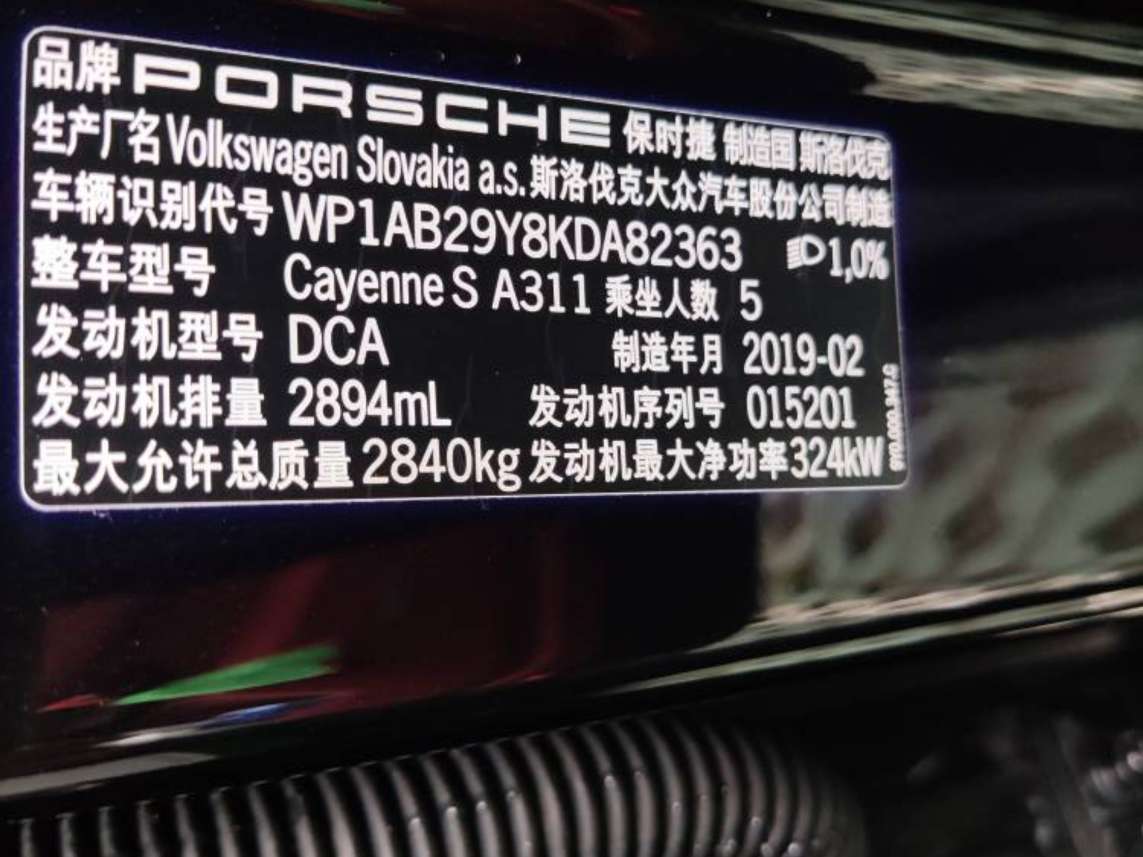 品牌 PORSCHE 保时捷 制造国 斯洛伐克
生产厂名 Volkswagen Slovakia a.s. 斯洛伐克大众汽车股份公司制造
车辆识别代号 WP1AB29Y8KDA82363 1,0%
整车型号 Cayenne S A311 乘坐人数 5
发动机型号 DCA 制造年月 2019-02
发动机排量 2894mL 发动机序列号 015201
最大允许总质量 2840kg 发动机最大净功率 324kW